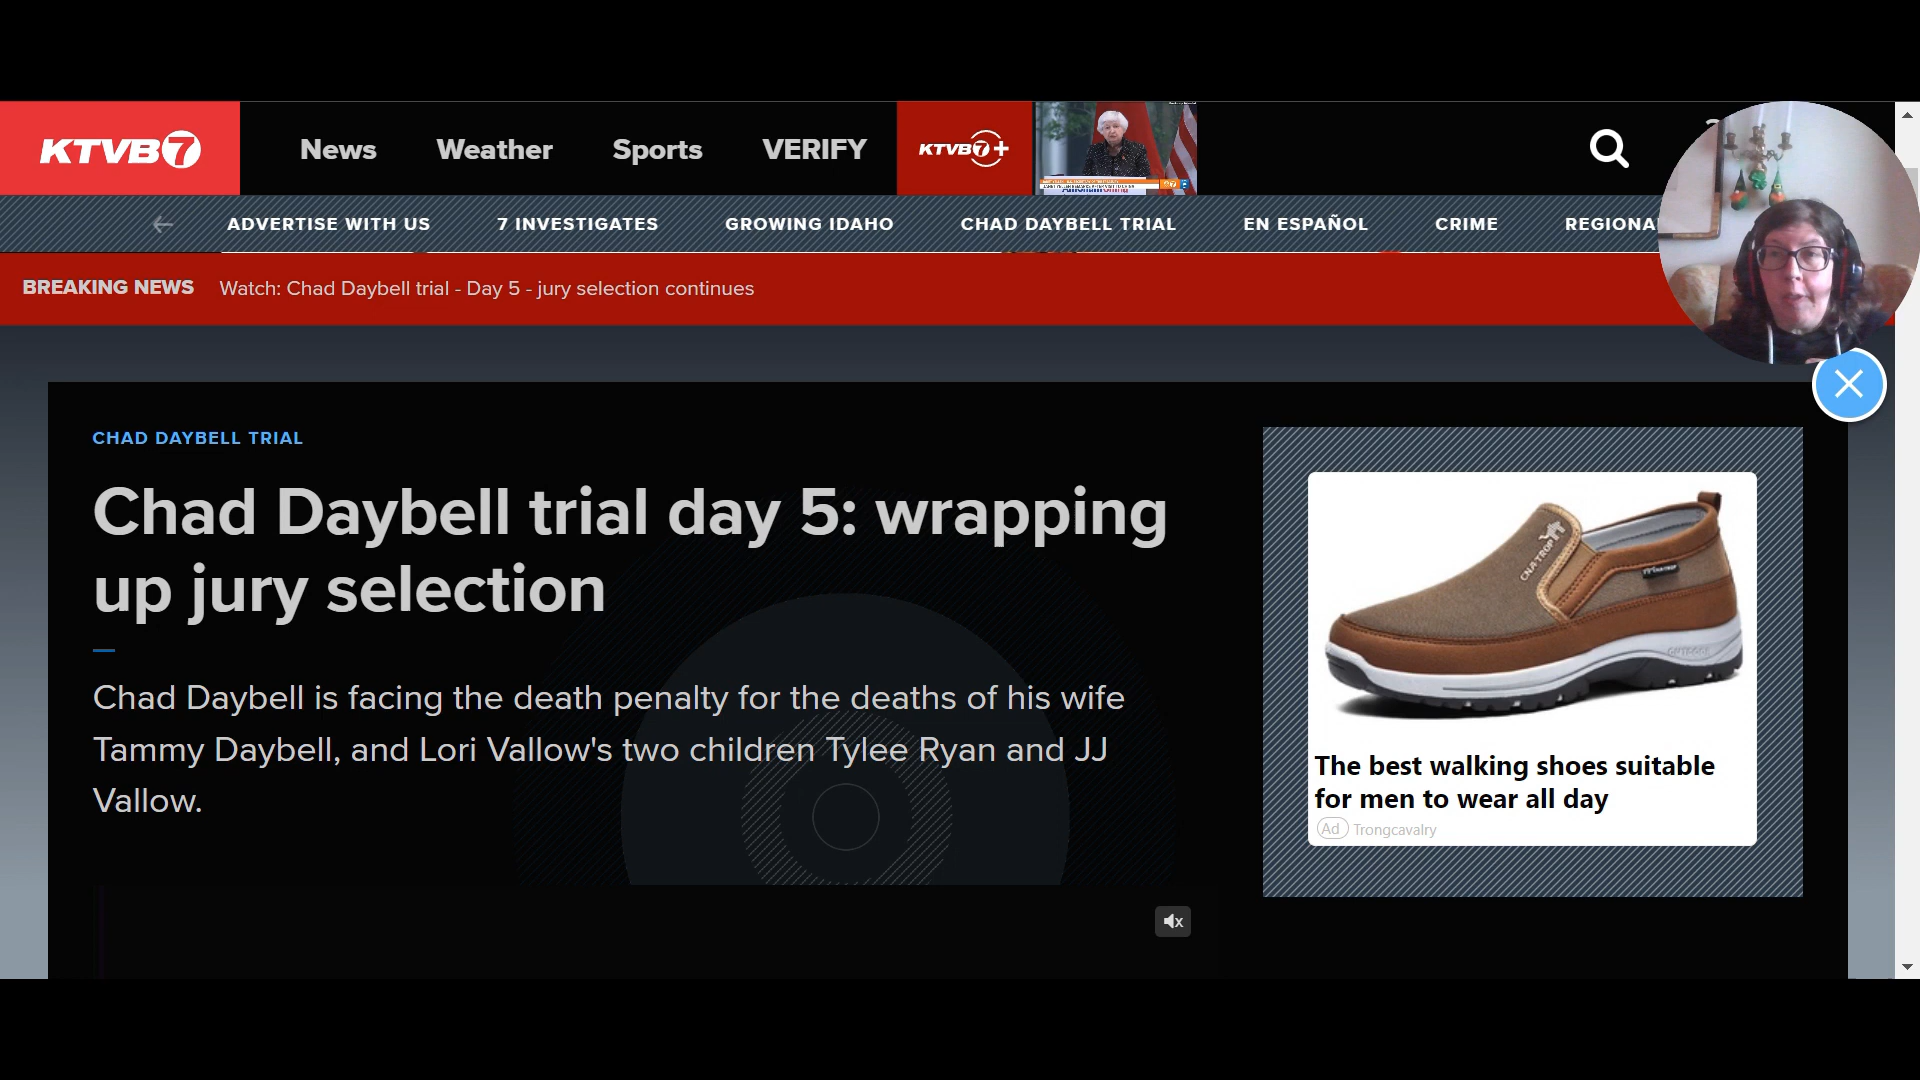 KTVB7
News
Weather
Sports
VERIFY
KTVB7+
ADVERTISE WITH US
7 INVESTIGATES
GROWING IDAHO
CHAD DAYBELL TRIAL
EN ESPAÑOL
CRIME
REGIONA
BREAKING NEWS
Watch: Chad Daybell trial - Day 5 - jury selection continues
CHAD DAYBELL TRIAL
Chad Daybell trial day 5: wrapping
up jury selection
Chad Daybell is facing the death penalty for the deaths of his wife
Tammy Daybell, and Lori Vallow's two children Tylee Ryan and JJ
Vallow.
CNATROP
OUTDOOR
The best walking shoes suitable
for men to wear all day
Ad Trongcavalry